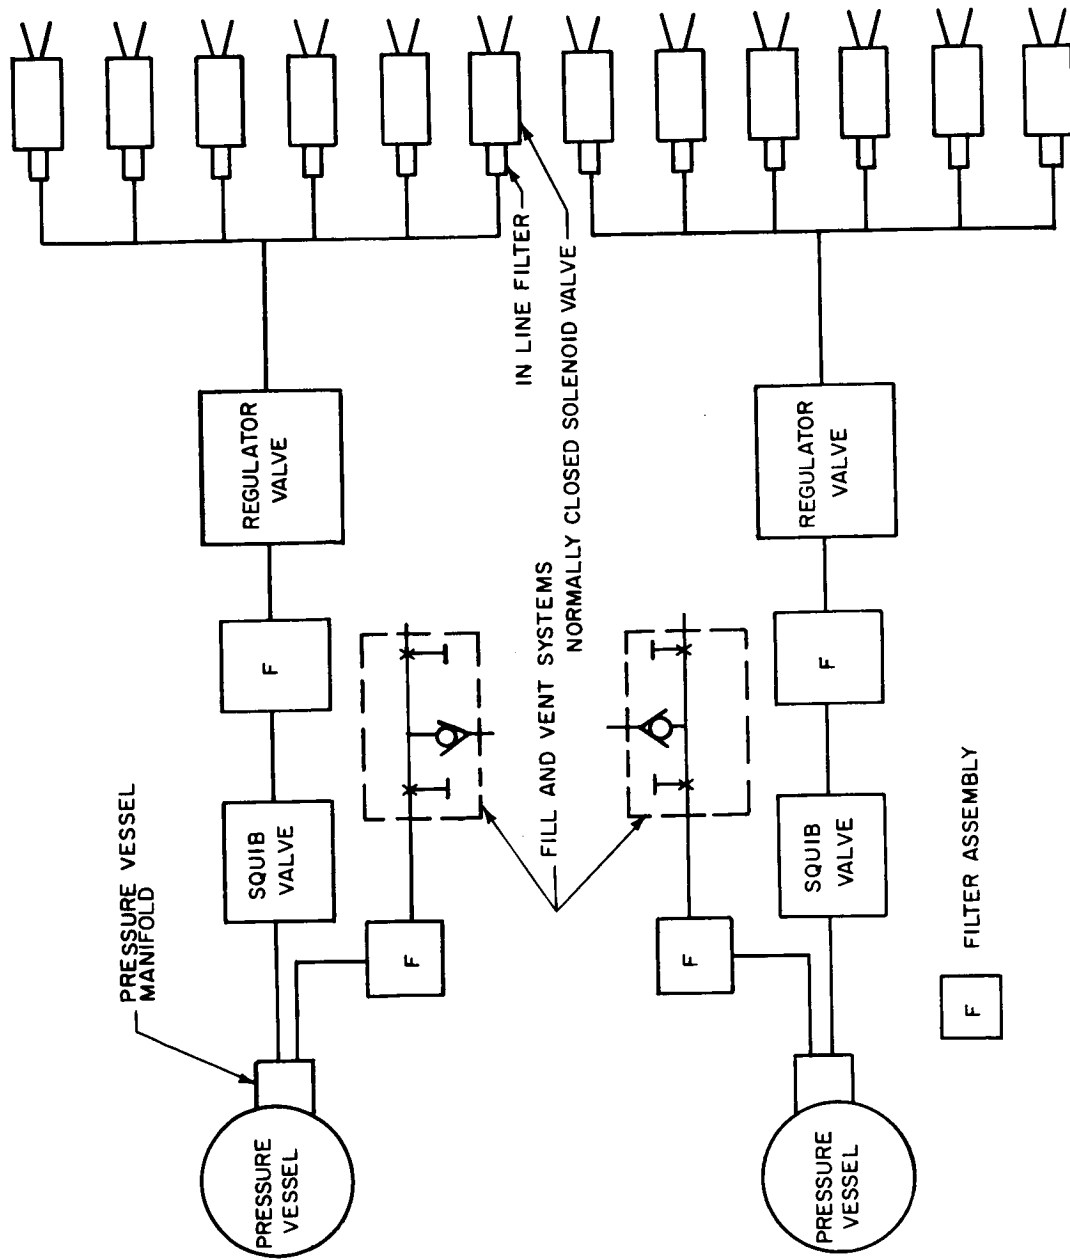 PRESSURE VESSEL
MANIFOLD
PRESSURE
VESSEL
SQUIB
VALVE
F
F
REGULATOR
VALVE
IN LINE FILTER
NORMALLY CLOSED SOLENOID VALVE
FILL AND VENT SYSTEMS
PRESSURE
VESSEL
F
SQUIB
VALVE
F
REGULATOR
VALVE
F
FILTER ASSEMBLY